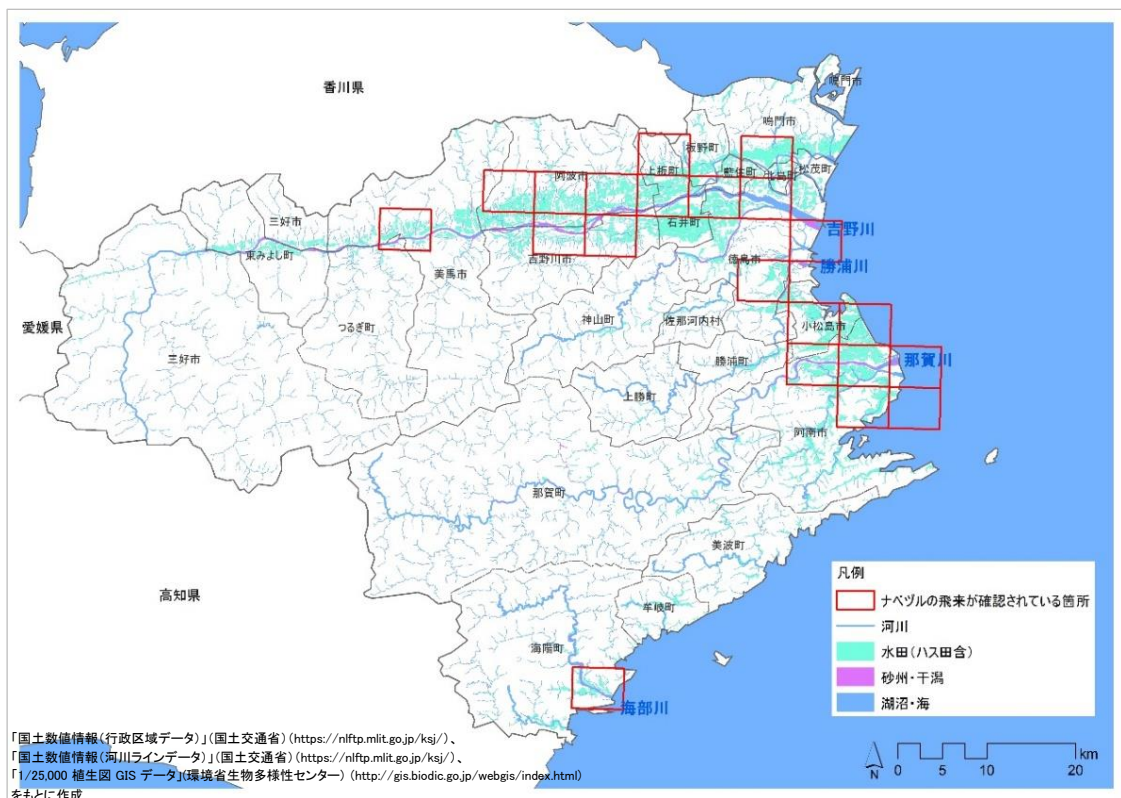 香川県
鳴門市
鳴門市
板野町
上板町
藍住町
北島町
松茂町
阿波市
三好市
石井町
吉野川
東みよし町
吉野川市
徳島市
勝浦川
美馬市
愛媛県
つるぎ町
神山町
佐那河内村
小松島市
三好市
勝浦町
那賀川
上勝町
阿南市
那賀町
美波町
高知県
牟岐町
海陽町
海部川
凡例
ナベヅルの飛来が確認されている箇所
河川
水田(ハス田含)
砂州・干潟
湖沼・海
「国土数値情報(行政区域データ)」(国土交通省)(https://nlftp.mlit.go.jp/ksj/)、
「国土数値情報(河川ラインデータ)」(国土交通省)(https://nlftp.mlit.go.jp/ksj/)、
「1/25,000 植生図 GIS データ」(環境省生物多様性センター) (http://gis.biodic.go.jp/webgis/index.html)
をもとに作成
N
km
0 5 10 20